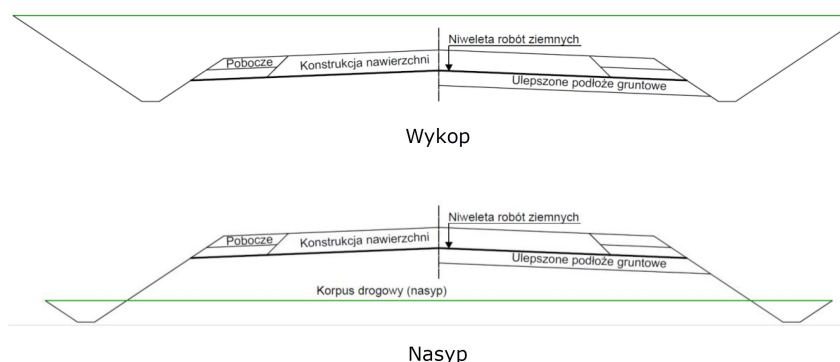 Niweleta robót ziemnych
Pobocze
Konstrukcja nawierzchni
Ulepszone podłoże gruntowe
Wykop
Niweleta robót ziemnych
Pobocze
Konstrukcja nawierzchni
Ulepszone podłoże gruntowe
Korpus drogowy (nasyp)
Nasyp